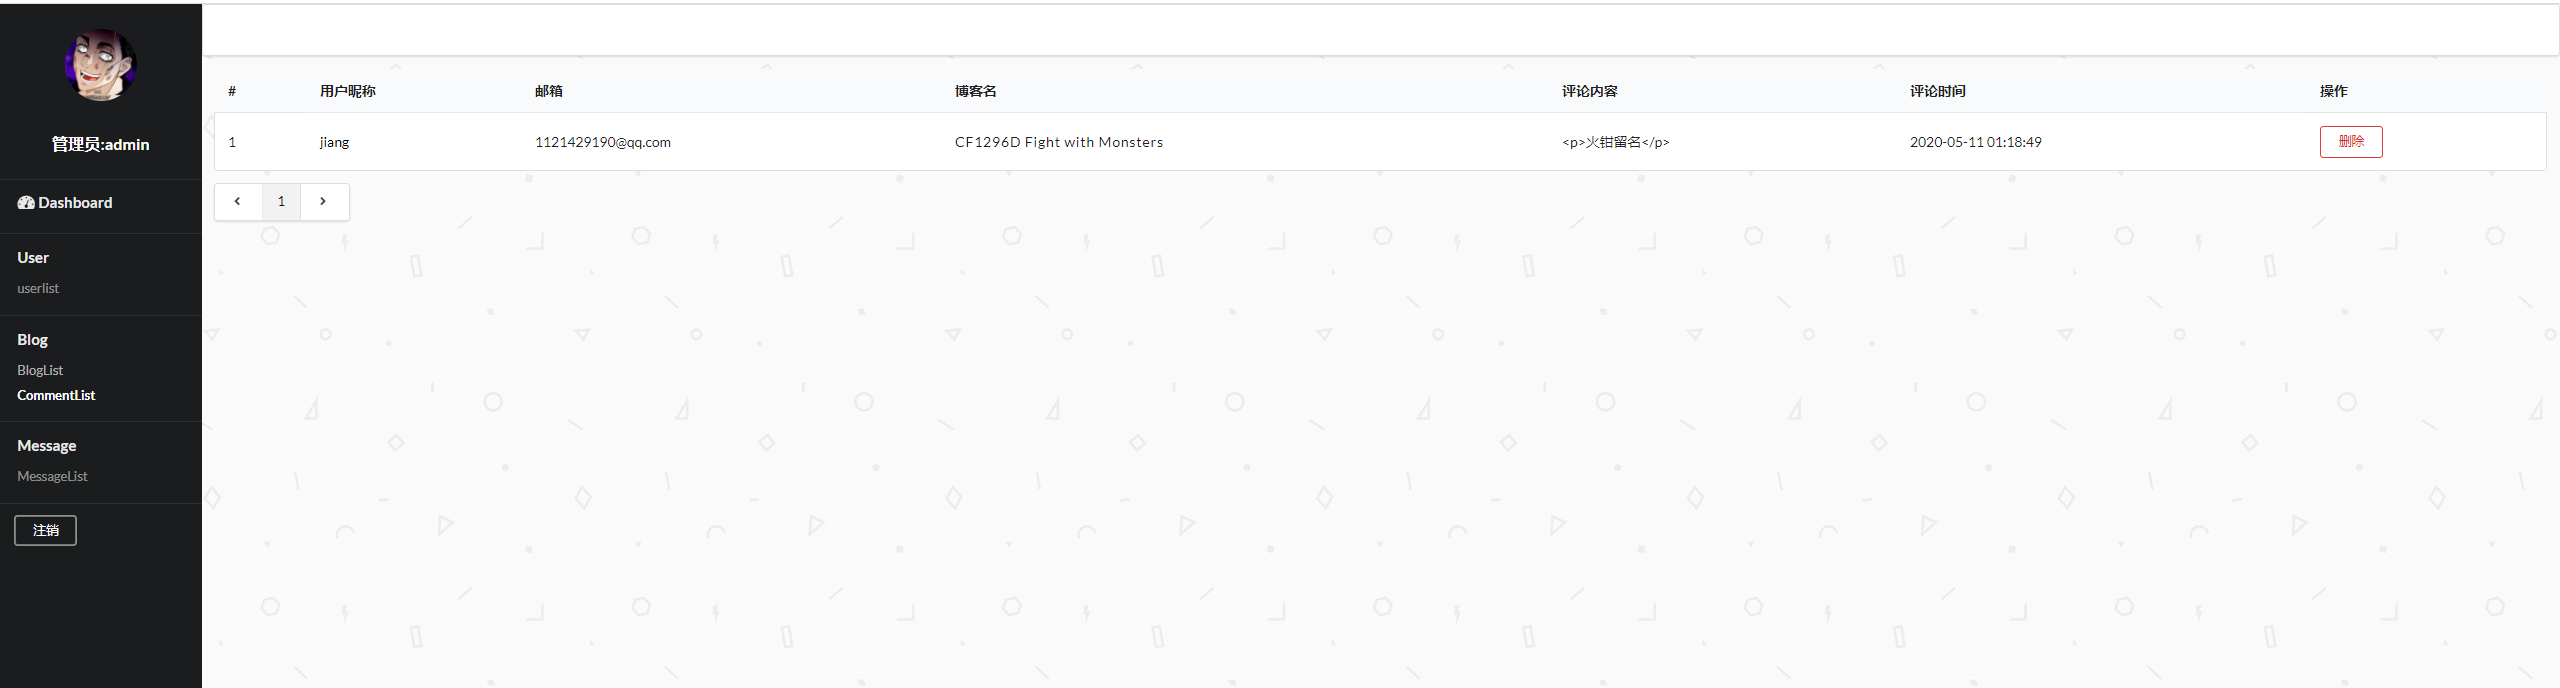 管理员:admin
Dashboard
User
userlist
Blog
BlogList
CommentList
Message
MessageList
注销
# 用户昵称 邮箱 博客名 评论内容 评论时间 操作
1 jiang 1121429190@qq.com CF1296D Fight with Monsters <p>火钳留名</p> 2020-05-11 01:18:49 删除
1